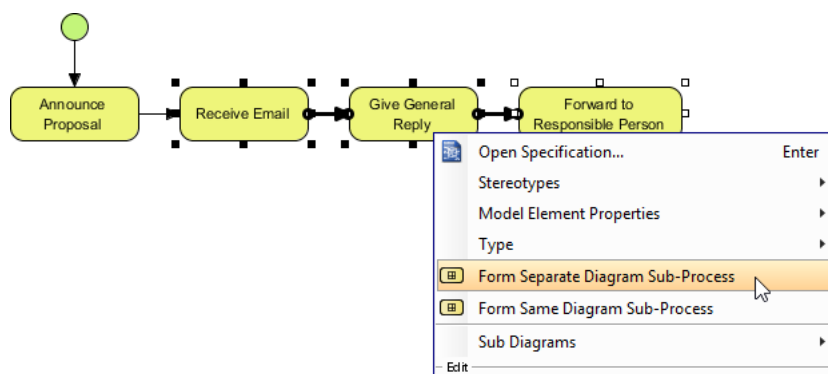 Announce
Proposal
Receive Email
Give General
Reply
Forward to
Responsible Person
Open Specification... Enter
Stereotypes
Model Element Properties
Type
Form Separate Diagram Sub-Process
Form Same Diagram Sub-Process
Sub Diagrams
Edit